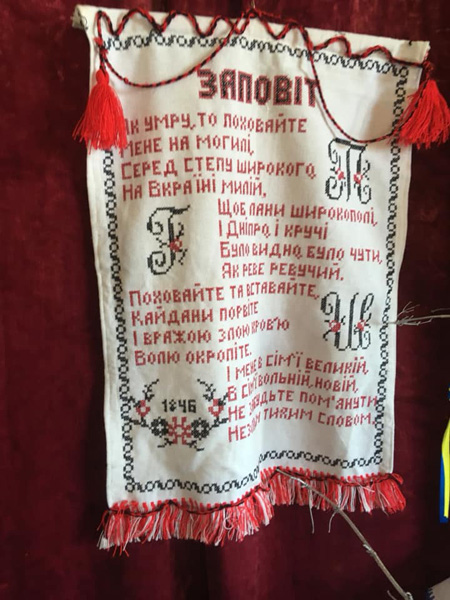 ЗАПОВІТ
ЯК УМРУ, ТО ПОХОВАЙТЕ
МЕНЕ НА МОГИЛІ,
СЕРЕД СТЕПУ ШИРОКОГО,
НА ВКРАЇНІ МИЛІЙ,
Т
ЩОБ ЛАНИ ШИРОКОПОЛІ,
І ДНІПРО, І КРУЧІ
БУЛО ВИДНО, БУЛО ЧУТИ,
ЯК РЕВЕ РЕВУЧИЙ.
Г
ПОХОВАЙТЕ ТА ВСТАВАЙТЕ,
КАЙДАНИ ПОРВІТЕ
І ВРАЖОЮ ЗЛОЮ КРОВ'Ю
ВОЛЮ ОКРОПІТЕ.
Ш
І МЕНЕ В СІМ'Ї ВЕЛИКІЙ,
В СІМ'Ї ВОЛЬНІЙ, НОВІЙ,
НЕ ЗАБУДЬТЕ ПОМ'ЯНУТИ
НЕЗЛИМ ТИХИМ СЛОВОМ.
184б